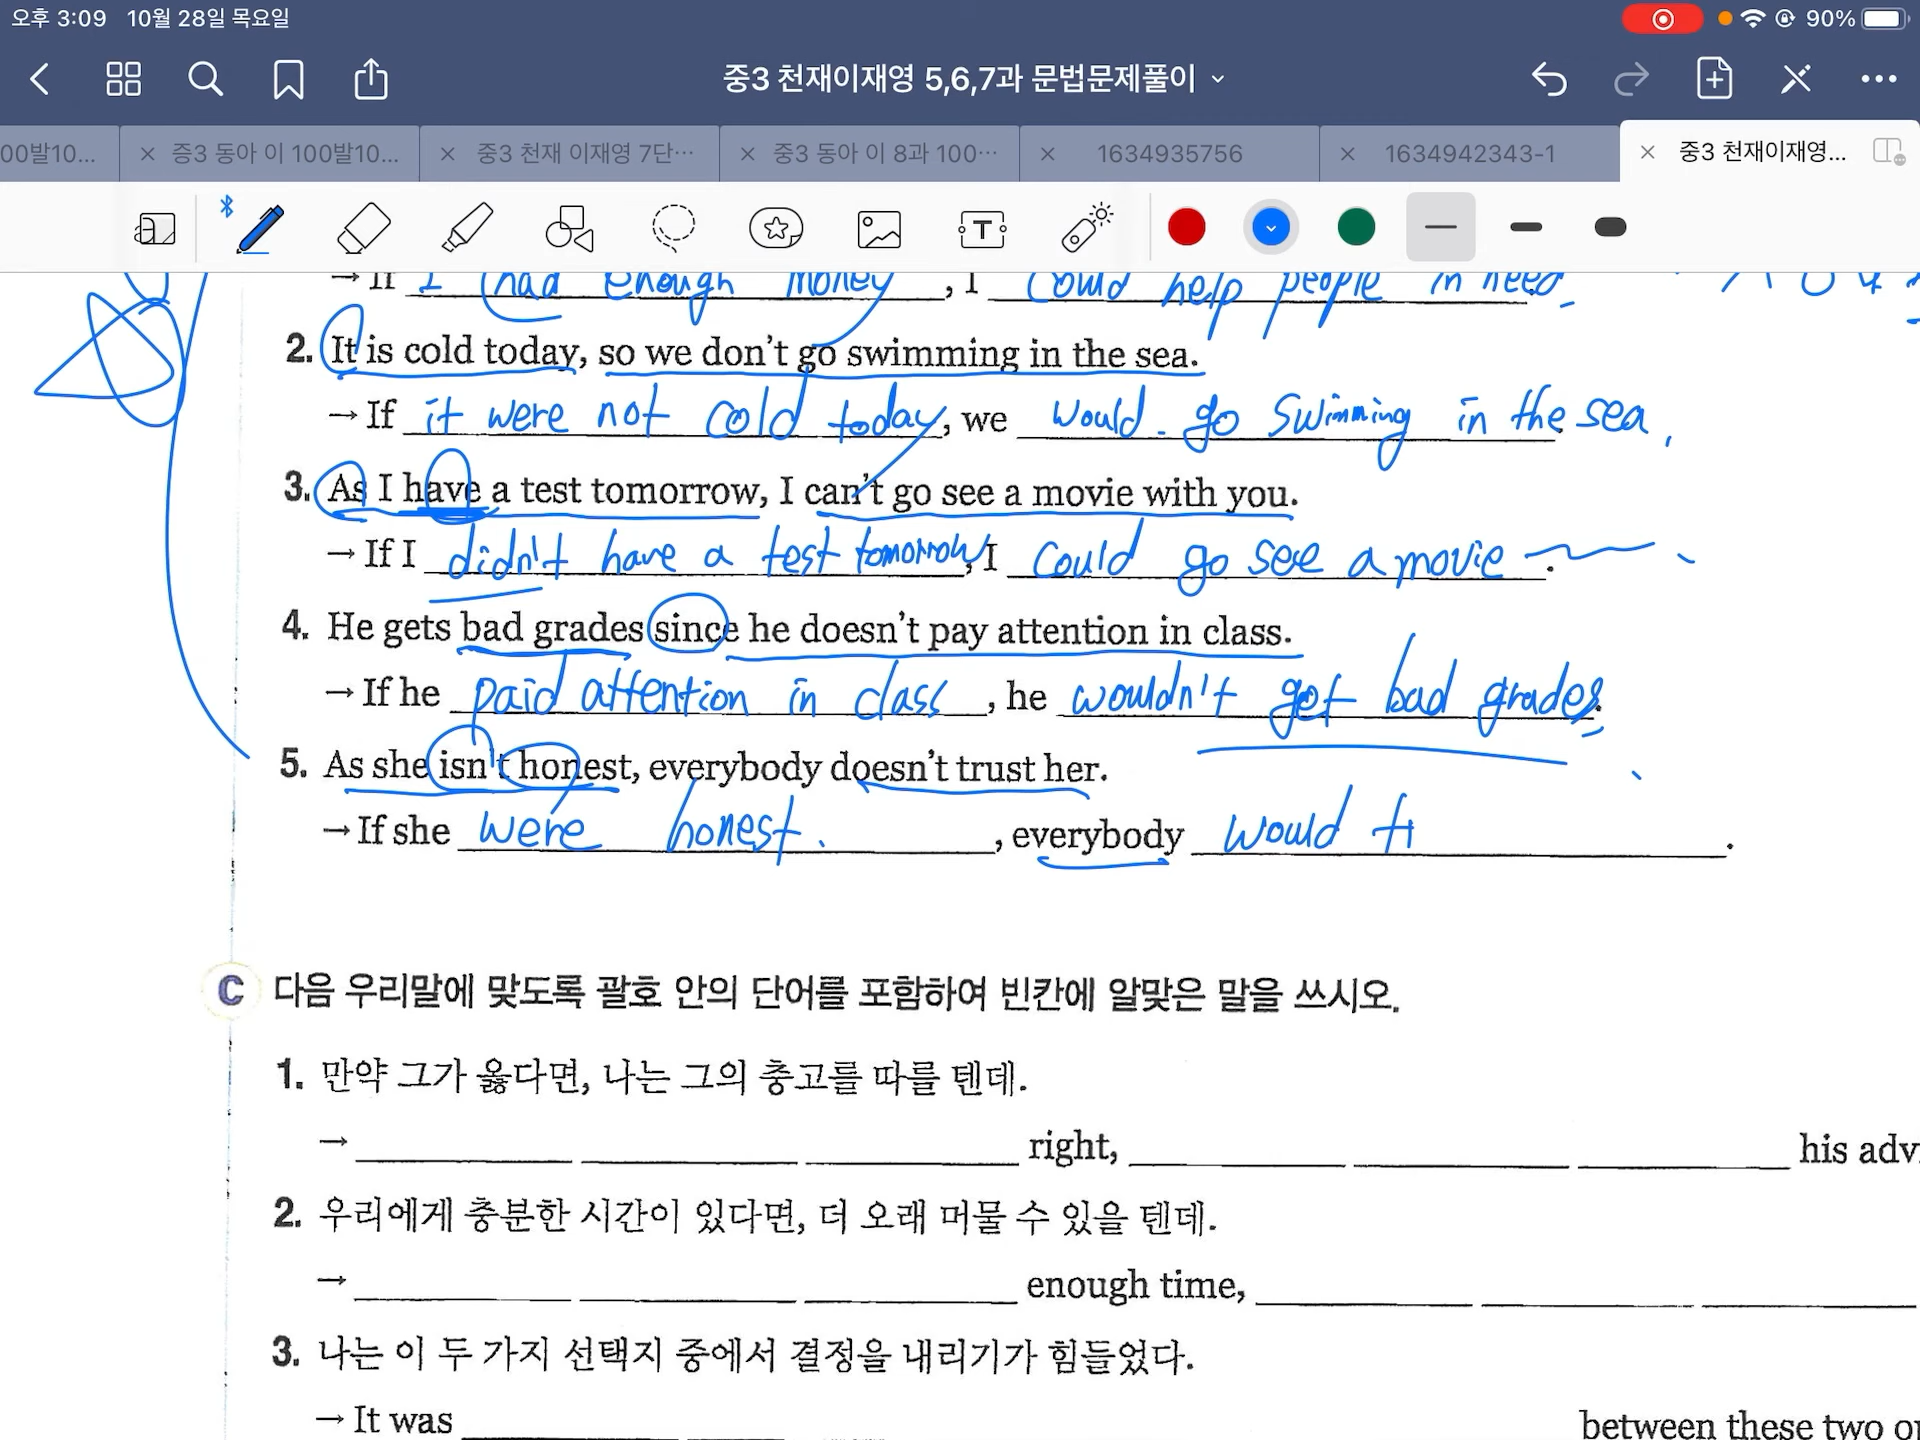 오후 3:09 10월 28일 목요일 90%
중3 천재이재영 5,6,7과 문법문제풀이
00발10... 증3 동아 이 100발10... 중3 천재 이재영 7단… 중3 동아 이 8과 100… 1634935756 1634942343-1 중3 천재이재영...
→ If I had enough money, I could help people in need.
2. It is cold today, so we don't go swimming in the sea.
→ If it were not cold today, we would go swimming in the sea.
3. As I have a test tomorrow, I can't go see a movie with you.
→ If I didn't have a test tomorrow, I could go see a movie
4. He gets bad grades since he doesn't pay attention in class.
→ If he paid attention in class, he wouldn't get bad grades.
5. As she isn't honest, everybody doesn't trust her.
→ If she were honest. , everybody would tr .
C 다음 우리말에 맞도록 괄호 안의 단어를 포함하여 빈칸에 알맞은 말을 쓰시오.
1. 만약 그가 옳다면, 나는 그의 충고를 따를 텐데.
→ right, his adv
2. 우리에게 충분한 시간이 있다면, 더 오래 머물 수 있을 텐데.
→ enough time,
3. 나는 이 두 가지 선택지 중에서 결정을 내리기가 힘들었다.
→ It was between these two o